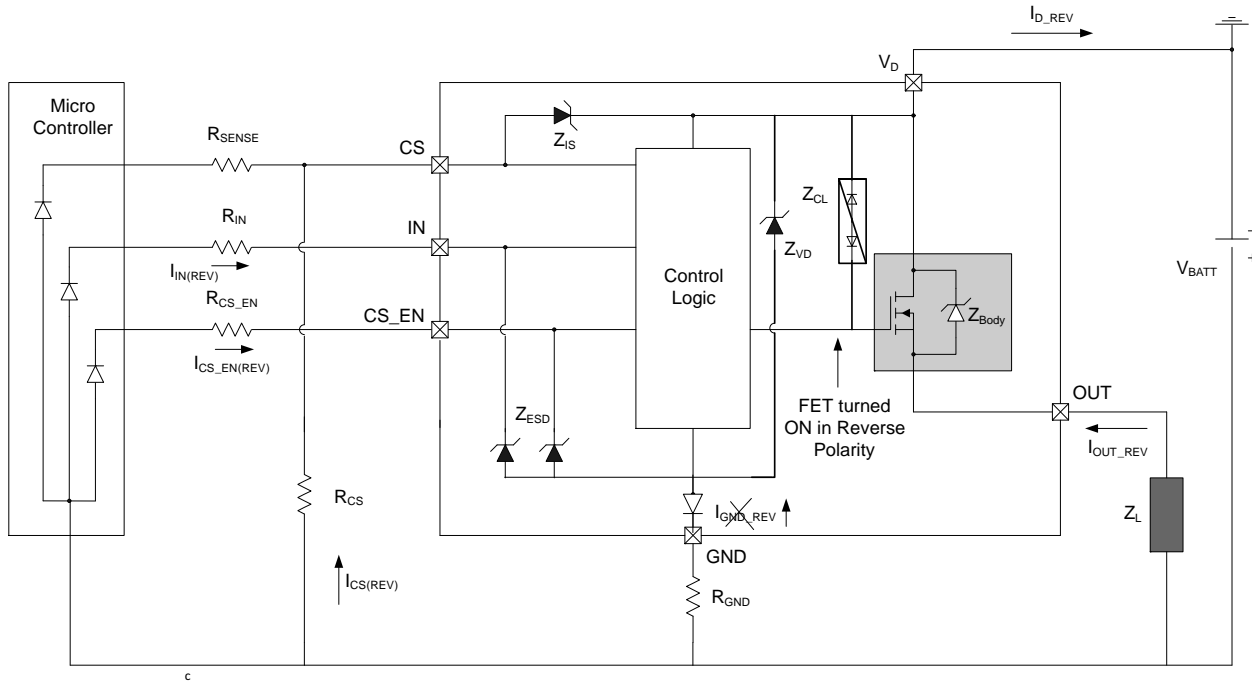 I_D_REV
V_D
Micro
Controller
R_SENSE
CS
Z_IS
R_IN
IN
Z_CL
Z_VD
I_IN(REV)
Control
Logic
V_BATT
R_CS_EN
CS_EN
Z_Body
I_CS_EN(REV)
OUT
Z_ESD
FET turned
ON in Reverse
Polarity
I_OUT_REV
R_CS
I_GND_REV
Z_L
GND
I_CS(REV)
R_GND
c